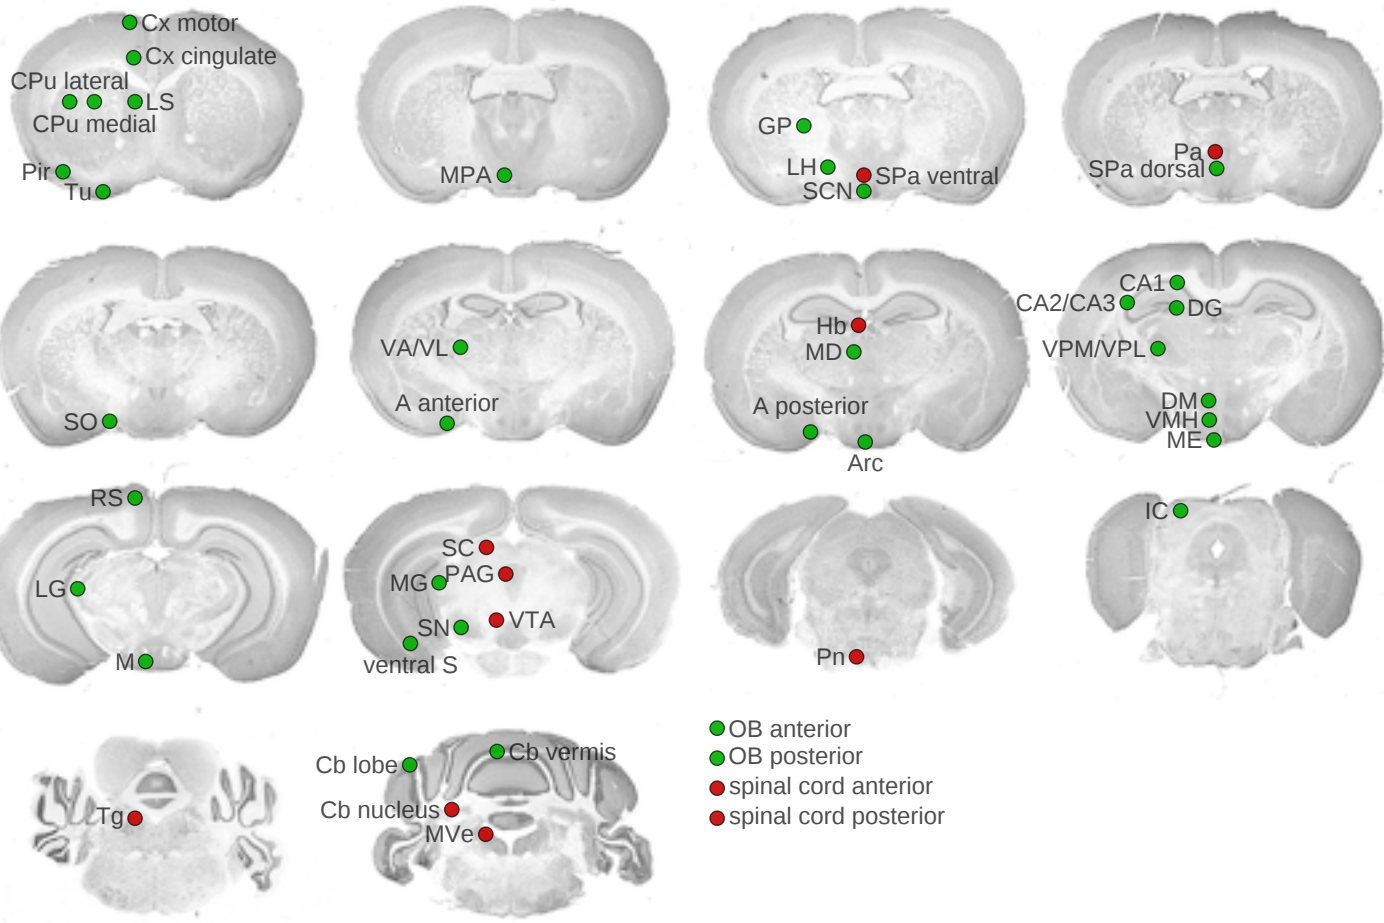 Cx motor
Cx cingulate
CPu lateral
LS
CPu medial
Pir
Tu
MPA
GP
LH
SPa ventral
SCN
Pa
SPa dorsal
SO
VA/VL
A anterior
Hb
MD
A posterior
Arc
CA1
CA2/CA3
DG
VPM/VPL
DM
VMH
ME
RS
LG
M
SC
PAG
MG
VTA
SN
ventral S
Pn
IC
Tg
Cb vermis
Cb lobe
Cb nucleus
MVe
OB anterior
OB posterior
spinal cord anterior
spinal cord posterior